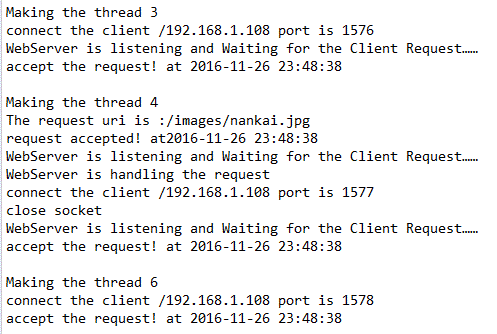 Making the thread 3
connect the client /192.168.1.108 port is 1576
WebServer is listening and Waiting for the Client Request……
accept the request! at 2016-11-26 23:48:38
Making the thread 4
The request uri is :/images/nankai.jpg
request accepted! at2016-11-26 23:48:38
WebServer is listening and Waiting for the Client Request……
WebServer is handling the request
connect the client /192.168.1.108 port is 1577
close socket
WebServer is listening and Waiting for the Client Request……
accept the request! at 2016-11-26 23:48:38
Making the thread 6
connect the client /192.168.1.108 port is 1578
accept the request! at 2016-11-26 23:48:38